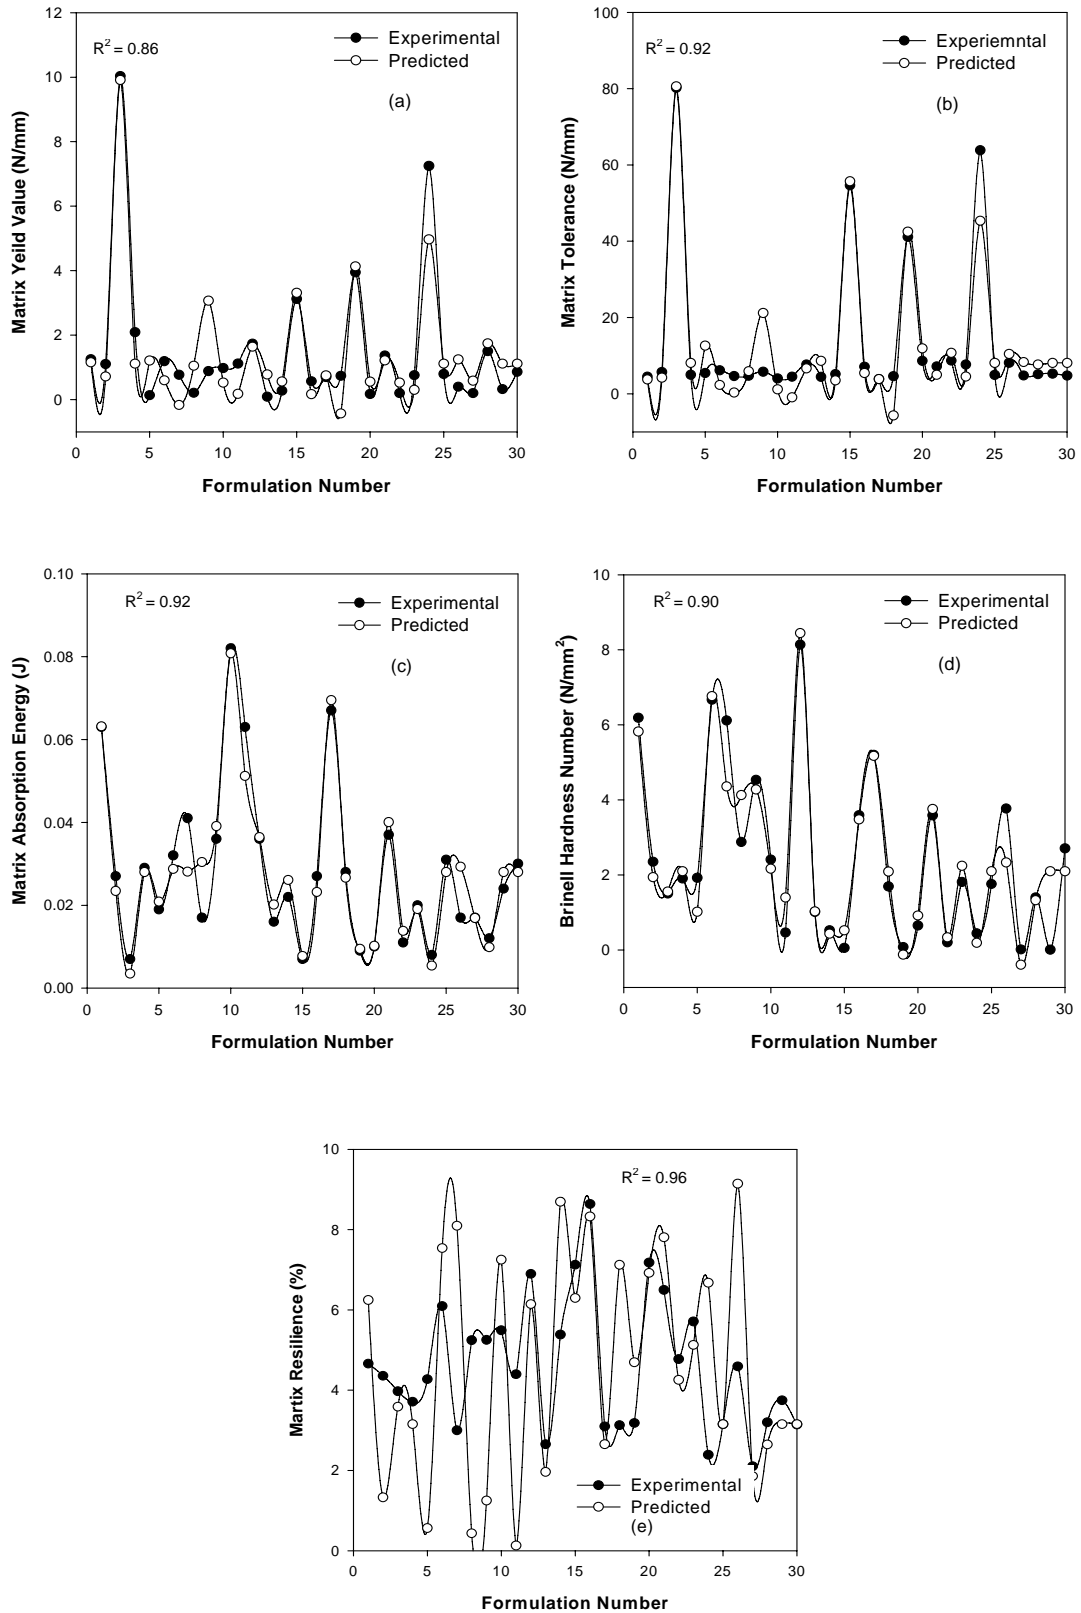 R2 = 0.86
Experimental
Predicted
(a)
12
10
8
6
4
2
0
Matrix Yeild Value (N/mm)
0 5 10 15 20 25 30
Formulation Number
R2 = 0.92
Experiemntal
Predicted
(b)
100
80
60
40
20
0
Matrix Tolerance (N/mm)
0 5 10 15 20 25 30
Formulation Number
R2 = 0.92
Experimental
Predicted
(c)
0.10
0.08
0.06
0.04
0.02
0.00
Matrix Absorption Energy (J)
0 5 10 15 20 25 30
Formulation Number
R2 = 0.90
Experimental
Predicted
(d)
10
8
6
4
2
0
Brinell Hardness Number (N/mm2)
0 5 10 15 20 25 30
Formulation Number
R2 = 0.96
10
8
6
4
2
0
Martix Resilience (%)
Experimental
Predicted
(e)
0 5 10 15 20 25 30
Formulation Number